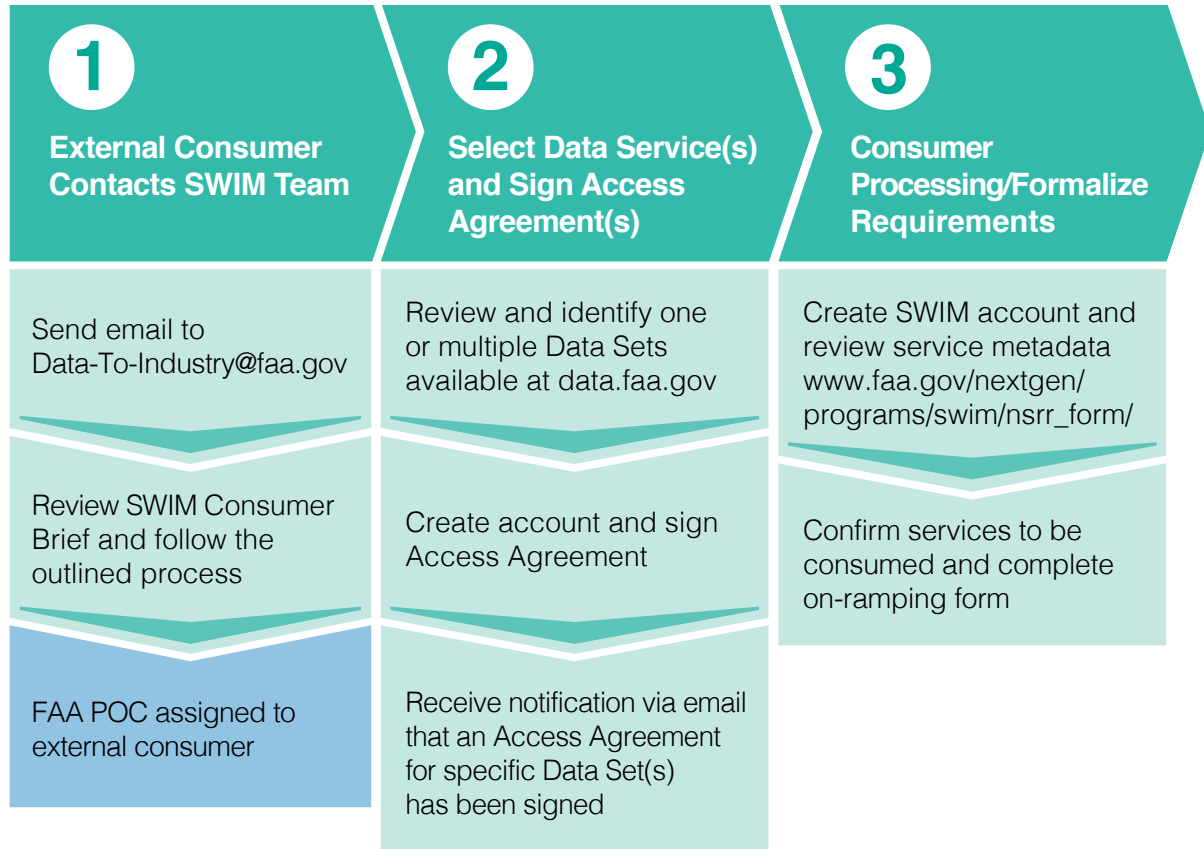 1
External Consumer
Contacts SWIM Team
Send email to
Data-To-Industry@faa.gov
Review SWIM Consumer
Brief and follow the
outlined process
FAA POC assigned to
external consumer
2
Select Data Service(s)
and Sign Access
Agreement(s)
Review and identify one
or multiple Data Sets
available at data.faa.gov
Create account and sign
Access Agreement
Receive notification via email
that an Access Agreement
for specific Data Set(s)
has been signed
3
Consumer
Processing/Formalize
Requirements
Create SWIM account and
review service metadata
www.faa.gov/nextgen/
programs/swim/nsrr_form/
Confirm services to be
consumed and complete
on-ramping form